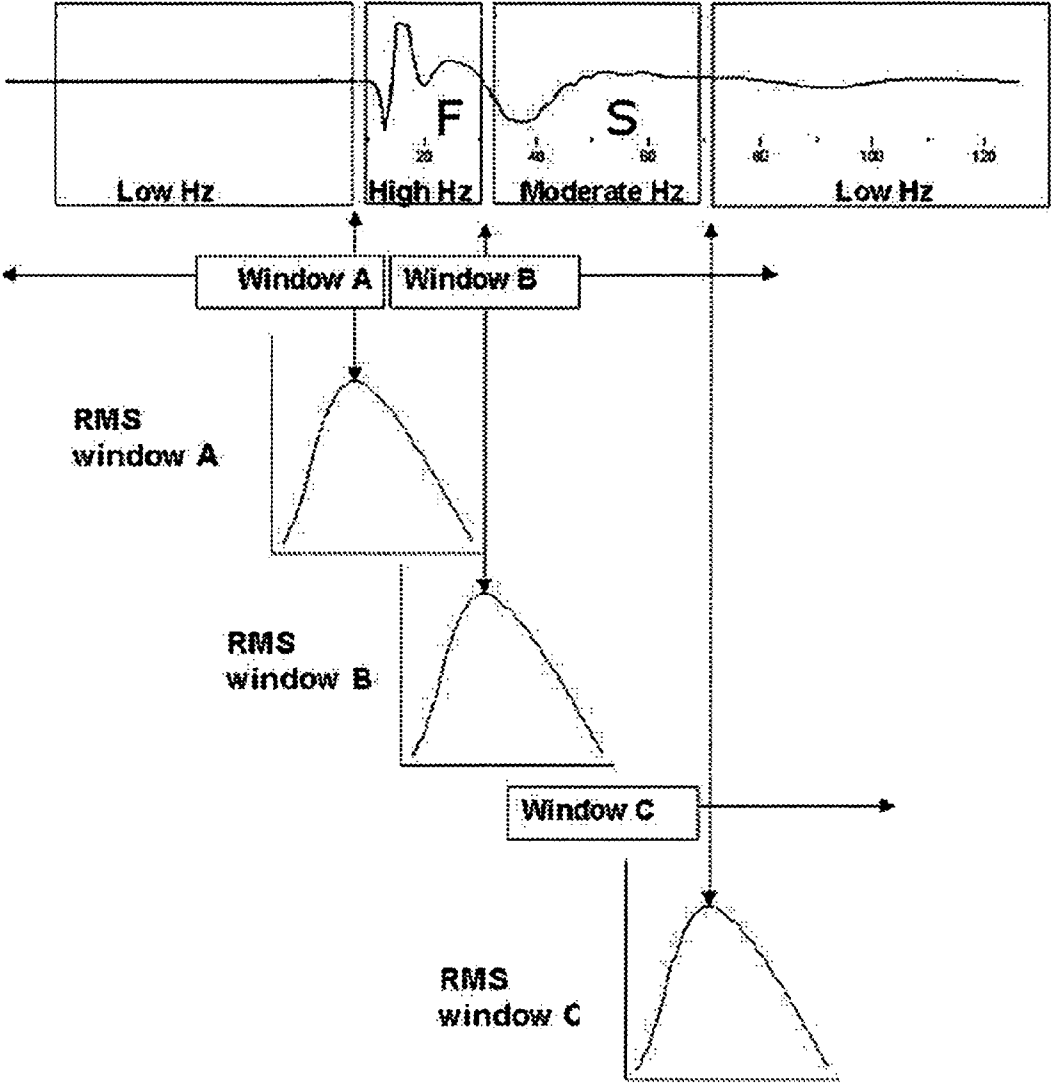 F
S
20
40
60
80
100
120
Low Hz
High Hz
Moderate Hz
Low Hz
Window A
Window B
RMS
window A
RMS
window B
Window C
RMS
window C